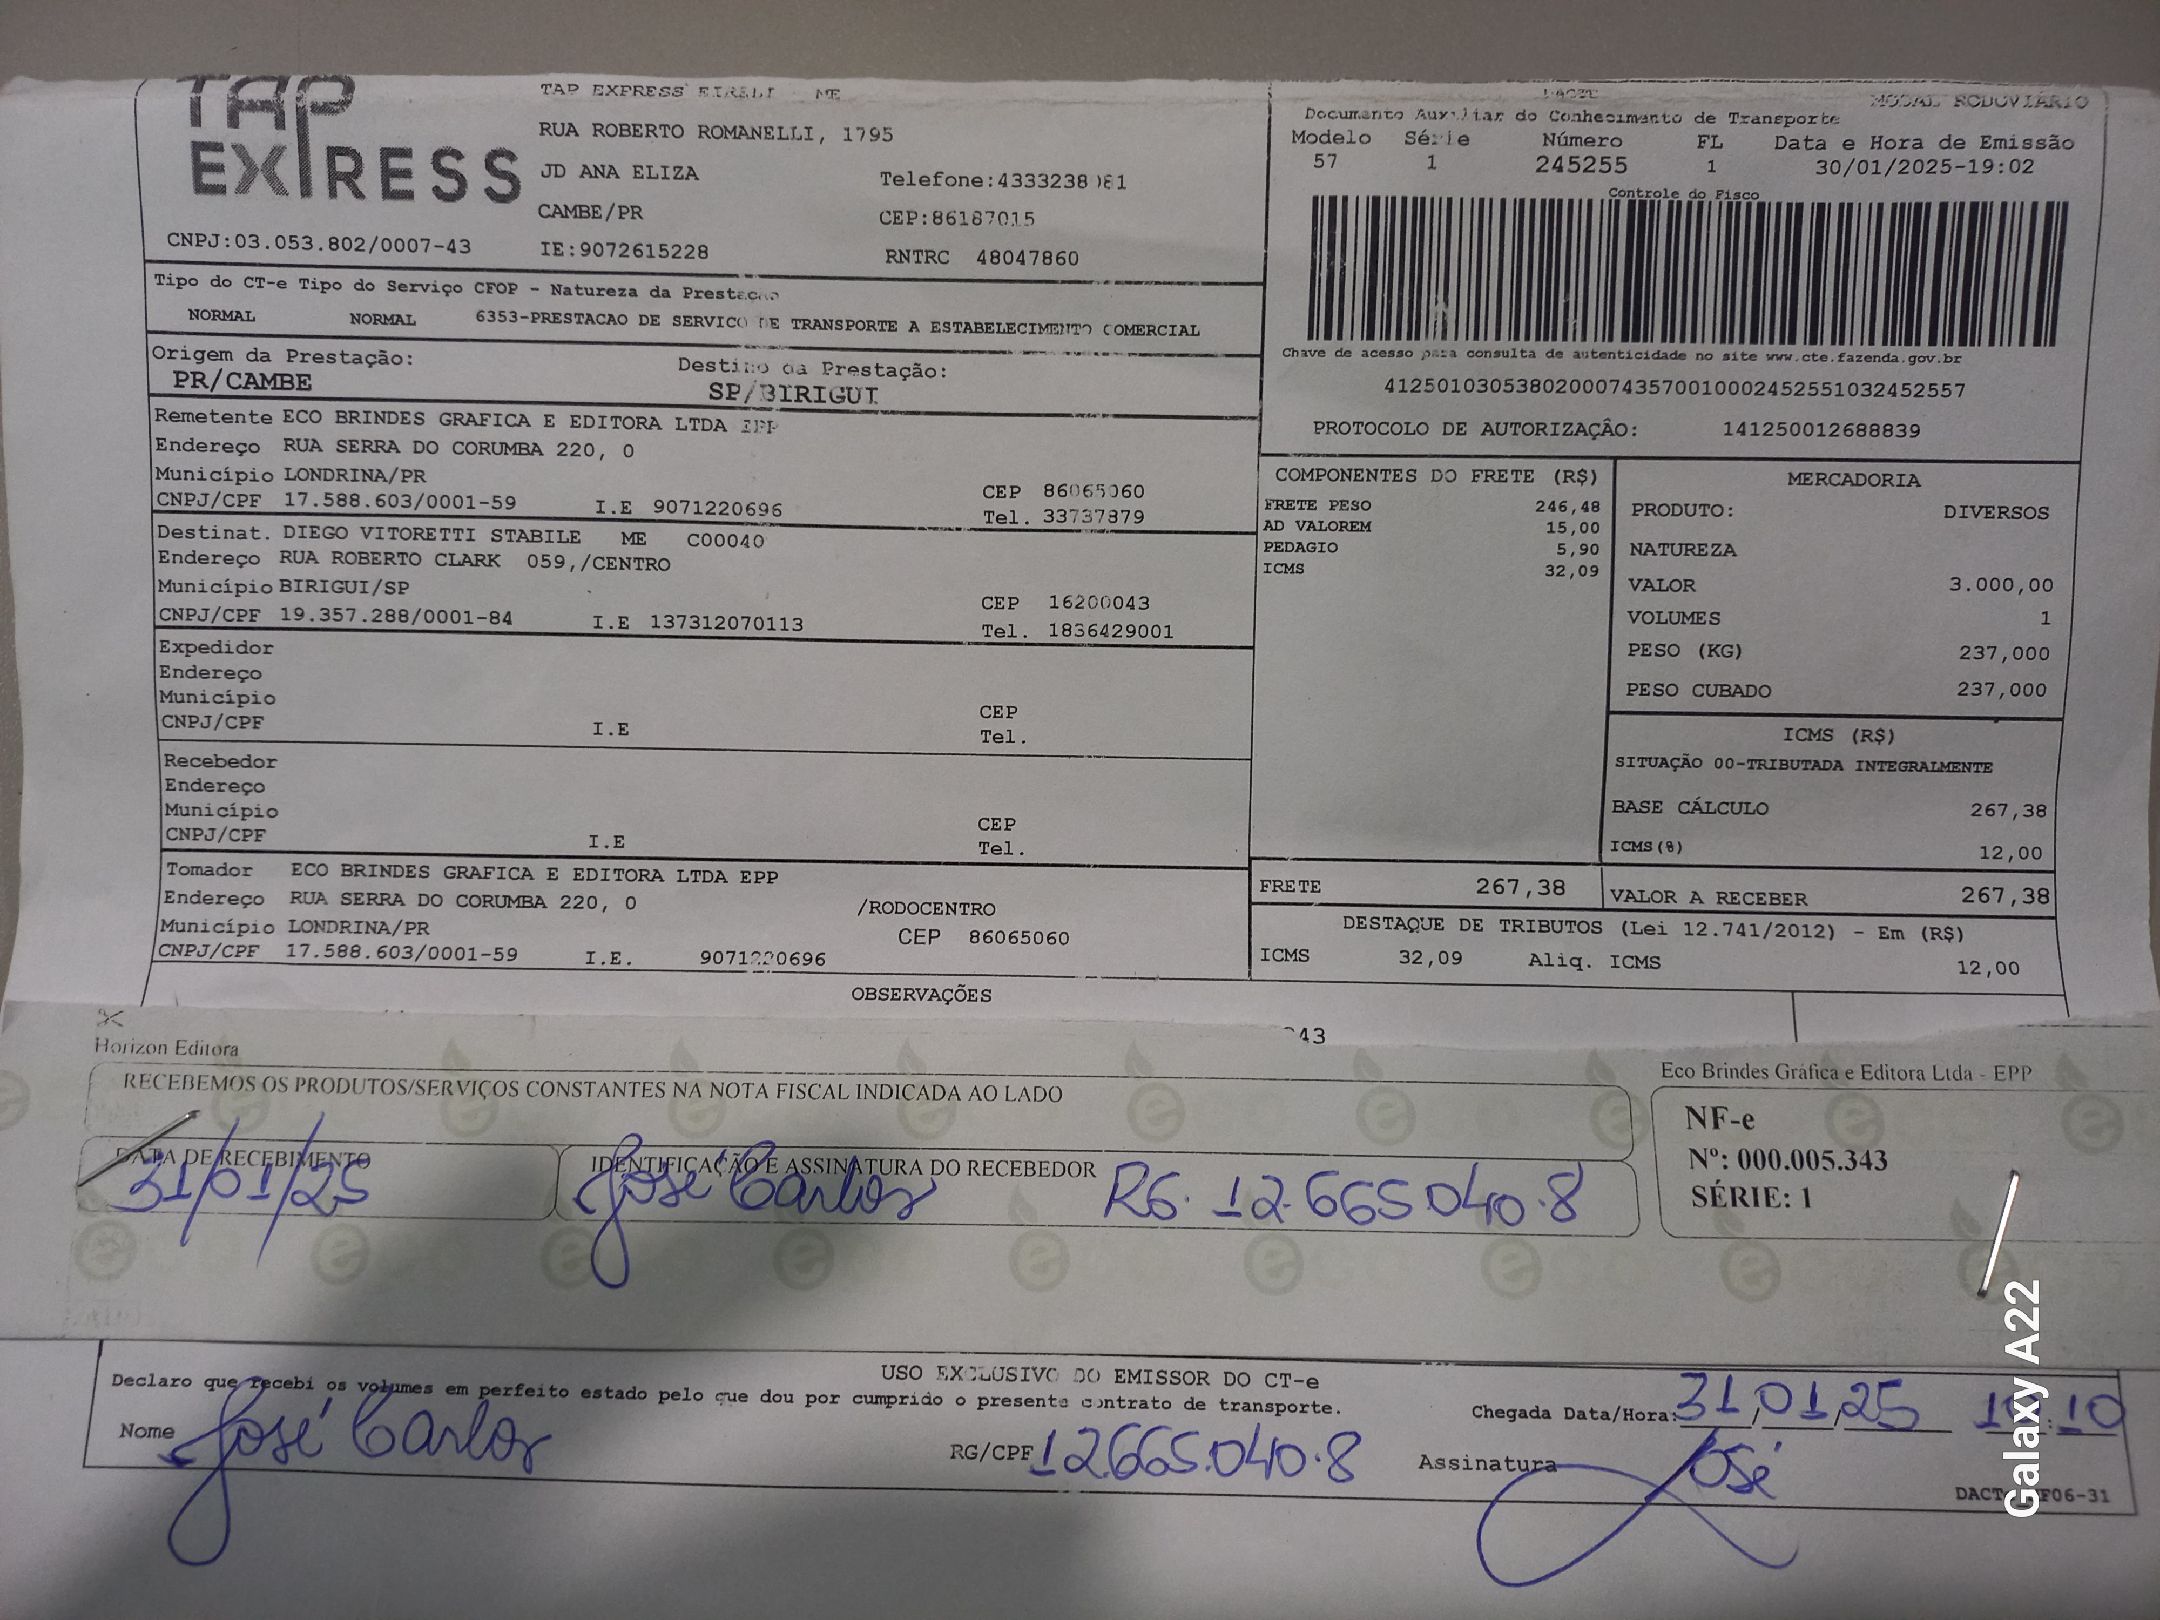 TAP EXPRESS
TAP EXPRESS EIRELI ME
RUA ROBERTO ROMANELLI, 1795
JD ANA ELIZA
CAMBE/PR
CNPJ:03.053.802/0007-43
IE:9072615228
CEP:86187015
RNTRC 48047860
DACTE
MODAL RODOVIÁRIO
Documento Auxiliar do Conhecimento de Transporte
Modelo Série Número FL Data e Hora de Emissão
57 1 245255 1 30/01/2025-19:02
Controle do Fisco
Chave de acesso para consulta de autenticidade no site www.cte.fazenda.gov.br
41250103053802000743570010002452551032452557
PROTOCOLO DE AUTORIZAÇÃO: 141250012688839
Tipo do CT-e Tipo do Serviço CFOP - Natureza da Prestação
NORMAL NORMAL 6353-PRESTACAO DE SERVICO DE TRANSPORTE A ESTABELECIMENTO COMERCIAL
Origem da Prestação: Destino da Prestação:
PR/CAMBE SP/BIRIGUI
Remetente ECO BRINDES GRAFICA E EDITORA LTDA EPP
Endereço RUA SERRA DO CORUMBA 220, 0
Município LONDRINA/PR CEP 86065060
CNPJ/CPF 17.588.603/0001-59 I.E 9071220696 Tel. 33737879
Destinat. DIEGO VITORETTI STABILE ME C00040
Endereço RUA ROBERTO CLARK 059,/CENTRO
Município BIRIGUI/SP CEP 16200043
CNPJ/CPF 19.357.288/0001-84 I.E 137312070113 Tel. 1836429001
Expedidor
Endereço
Município CEP
CNPJ/CPF I.E Tel.
Recebedor
Endereço
Município CEP
CNPJ/CPF I.E Tel.
Tomador ECO BRINDES GRAFICA E EDITORA LTDA EPP
Endereço RUA SERRA DO CORUMBA 220, 0 /RODOCENTRO
Município LONDRINA/PR CEP 86065060
CNPJ/CPF 17.588.603/0001-59 I.E. 9071220696
COMPONENTES DO FRETE (R$)
FRETE PESO 246,48
AD VALOREM 15,00
PEDAGIO 5,90
ICMS 32,09
MERCADORIA
PRODUTO: DIVERSOS
NATUREZA
VALOR 3.000,00
VOLUMES 1
PESO (KG) 237,000
PESO CUBADO 237,000
ICMS (R$)
SITUAÇÃO 00-TRIBUTADA INTEGRALMENTE
BASE CÁLCULO 267,38
ICMS(%) 12,00
FRETE 267,38 VALOR A RECEBER 267,38
DESTAQUE DE TRIBUTOS (Lei 12.741/2012) - Em (R$)
ICMS 32,09 Aliq. ICMS 12,00
OBSERVAÇÕES
Horizon Editora
RECEBEMOS OS PRODUTOS/SERVIÇOS CONSTANTES NA NOTA FISCAL INDICADA AO LADO
DATA DE RECEBIMENTO IDENTIFICAÇÃO E ASSINATURA DO RECEBEDOR
31/01/25 José Carlos RG. 12.665.040.8
Eco Brindes Gráfica e Editora Ltda - EPP
NF-e
Nº: 000.005.343
SÉRIE: 1
USO EXCLUSIVO DO EMISSOR DO CT-e
Declaro que recebi os volumes em perfeito estado pelo que dou por cumprido o presente contrato de transporte.
Nome José Carlos RG/CPF 12.665.040.8
Chegada Data/Hora: 31/01/25
Assinatura José
Galaxy A22